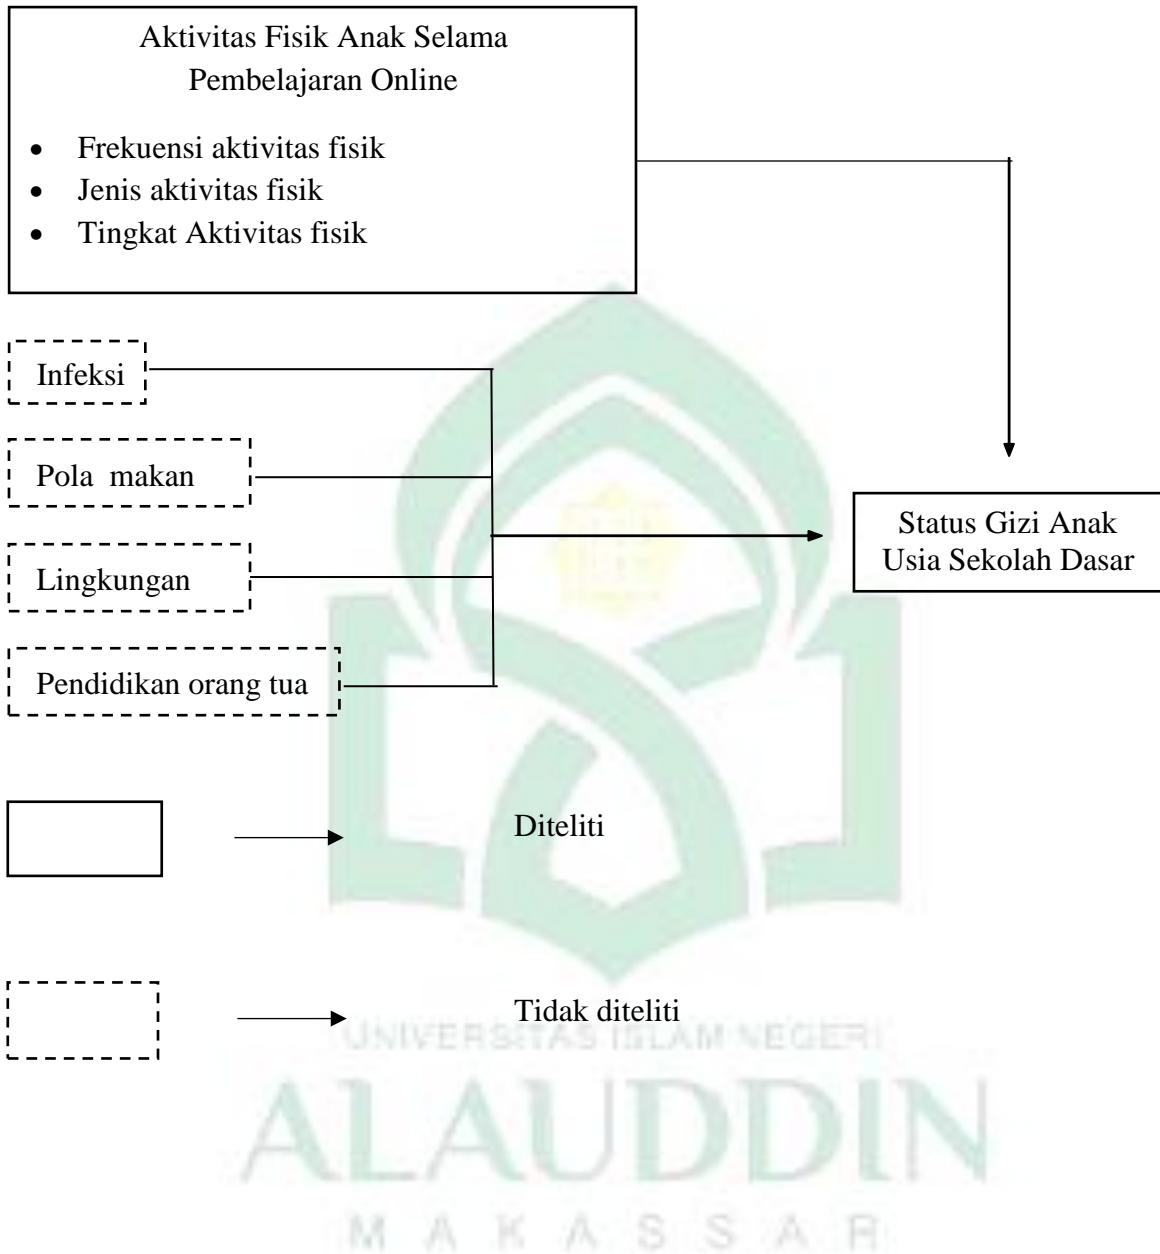 Aktivitas Fisik Anak Selama
Pembelajaran Online
• Frekuensi aktivitas fisik
• Jenis aktivitas fisik
• Tingkat Aktivitas fisik
Infeksi
Pola makan
Lingkungan
Pendidikan orang tua
Status Gizi Anak
Usia Sekolah Dasar
Diteliti
Tidak diteliti
UNIVERSITAS ISLAM NEGERI
ALAUDDIN
MAKASSAR